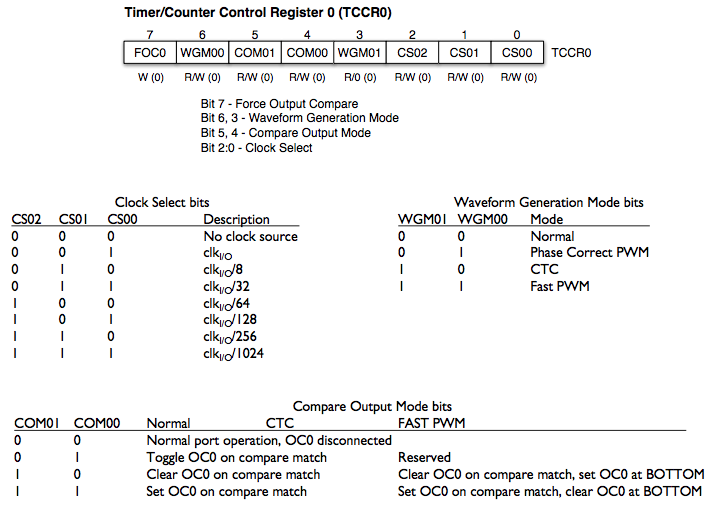 Timer/Counter Control Register 0 (TCCR0)
7 6 5 4 3 2 1 0
FOC0 WGM00 COM01 COM00 WGM01 CS02 CS01 CS00 TCCR0
W (0) R/W (0) R/W (0) R/W (0) R/0 (0) R/W (0) R/W (0) R/W (0)
Bit 7 - Force Output Compare
Bit 6, 3 - Waveform Generation Mode
Bit 5, 4 - Compare Output Mode
Bit 2:0 - Clock Select
Clock Select bits
CS02 CS01 CS00 Description
0 0 0 No clock source
0 0 1 clkI/O
0 1 0 clkI/O/8
0 1 1 clkI/O/32
1 0 0 clkI/O/64
1 0 1 clkI/O/128
1 1 0 clkI/O/256
1 1 1 clkI/O/1024
Waveform Generation Mode bits
WGM01 WGM00 Mode
0 0 Normal
0 1 Phase Correct PWM
1 0 CTC
1 1 Fast PWM
Compare Output Mode bits
COM01 COM00 Normal CTC FAST PWM
0 0 Normal port operation, OC0 disconnected
0 1 Toggle OC0 on compare match Reserved
1 0 Clear OC0 on compare match Clear OC0 on compare match, set OC0 at BOTTOM
1 1 Set OC0 on compare match Set OC0 on compare match, clear OC0 at BOTTOM